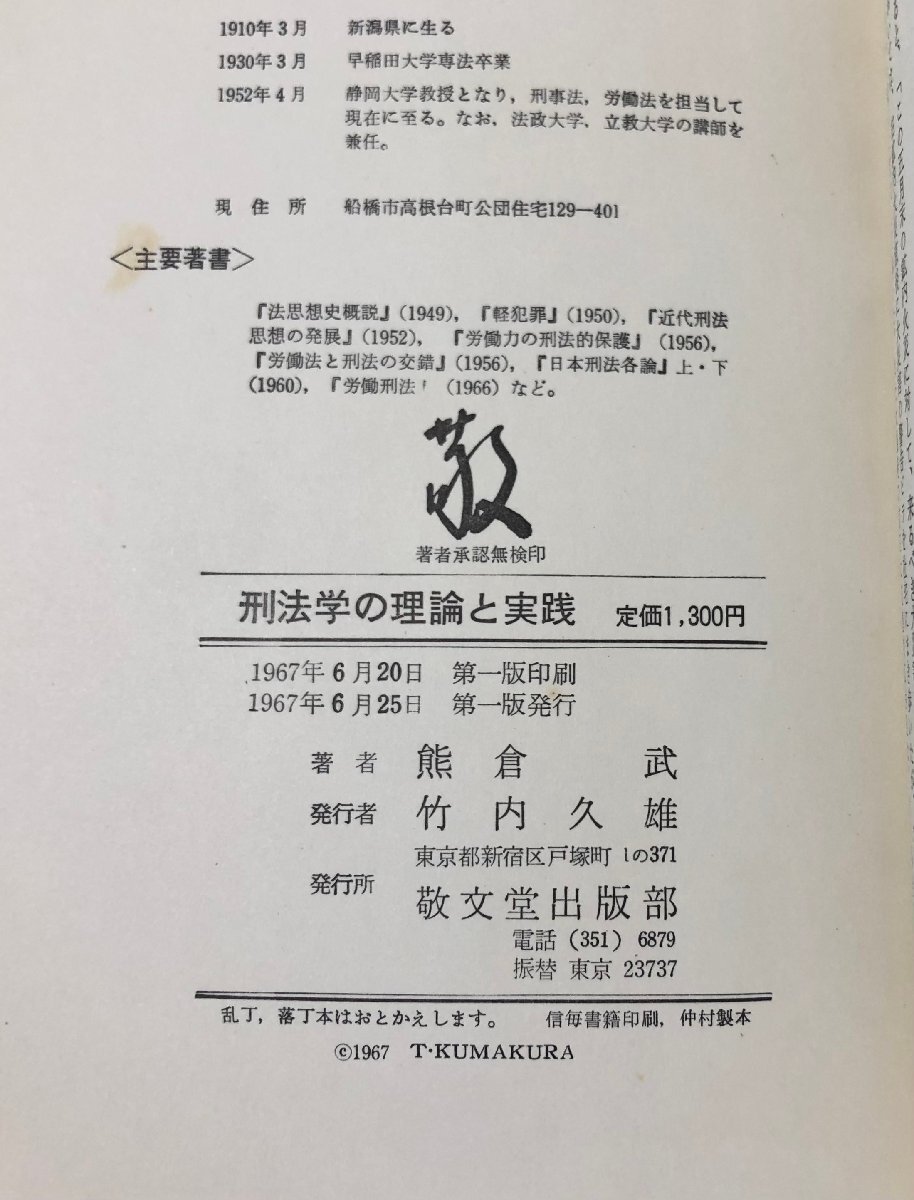 1910年3月 新潟県に生る
1930年3月 早稲田大学専法卒業
1952年4月 静岡大学教授となり，刑事法，労働法を担当して
現在に至る。なお，法政大学，立教大学の講師を
兼任。
現住所 船橋市高根台町公団住宅129—401
＜主要著書＞
『法思想史概説』(1949)，『軽犯罪』(1950)，『近代刑法
思想の発展』(1952)，『労働力の刑法的保護』(1956)，
『労働法と刑法の交錯』(1956)，『日本刑法各論』上・下
(1960)，『労働刑法』(1966) など。
敬
著者承認無検印
刑法学の理論と実践 定価1,300円
1967年6月20日 第一版印刷
1967年6月25日 第一版発行
著者 熊倉武
発行者 竹内久雄
東京都新宿区戸塚町1の371
発行所 敬文堂出版部
電話 (351) 6879
振替 東京 23737
乱丁，落丁本はおとかえします。 信毎書籍印刷，仲村製本
©1967 T・KUMAKURA